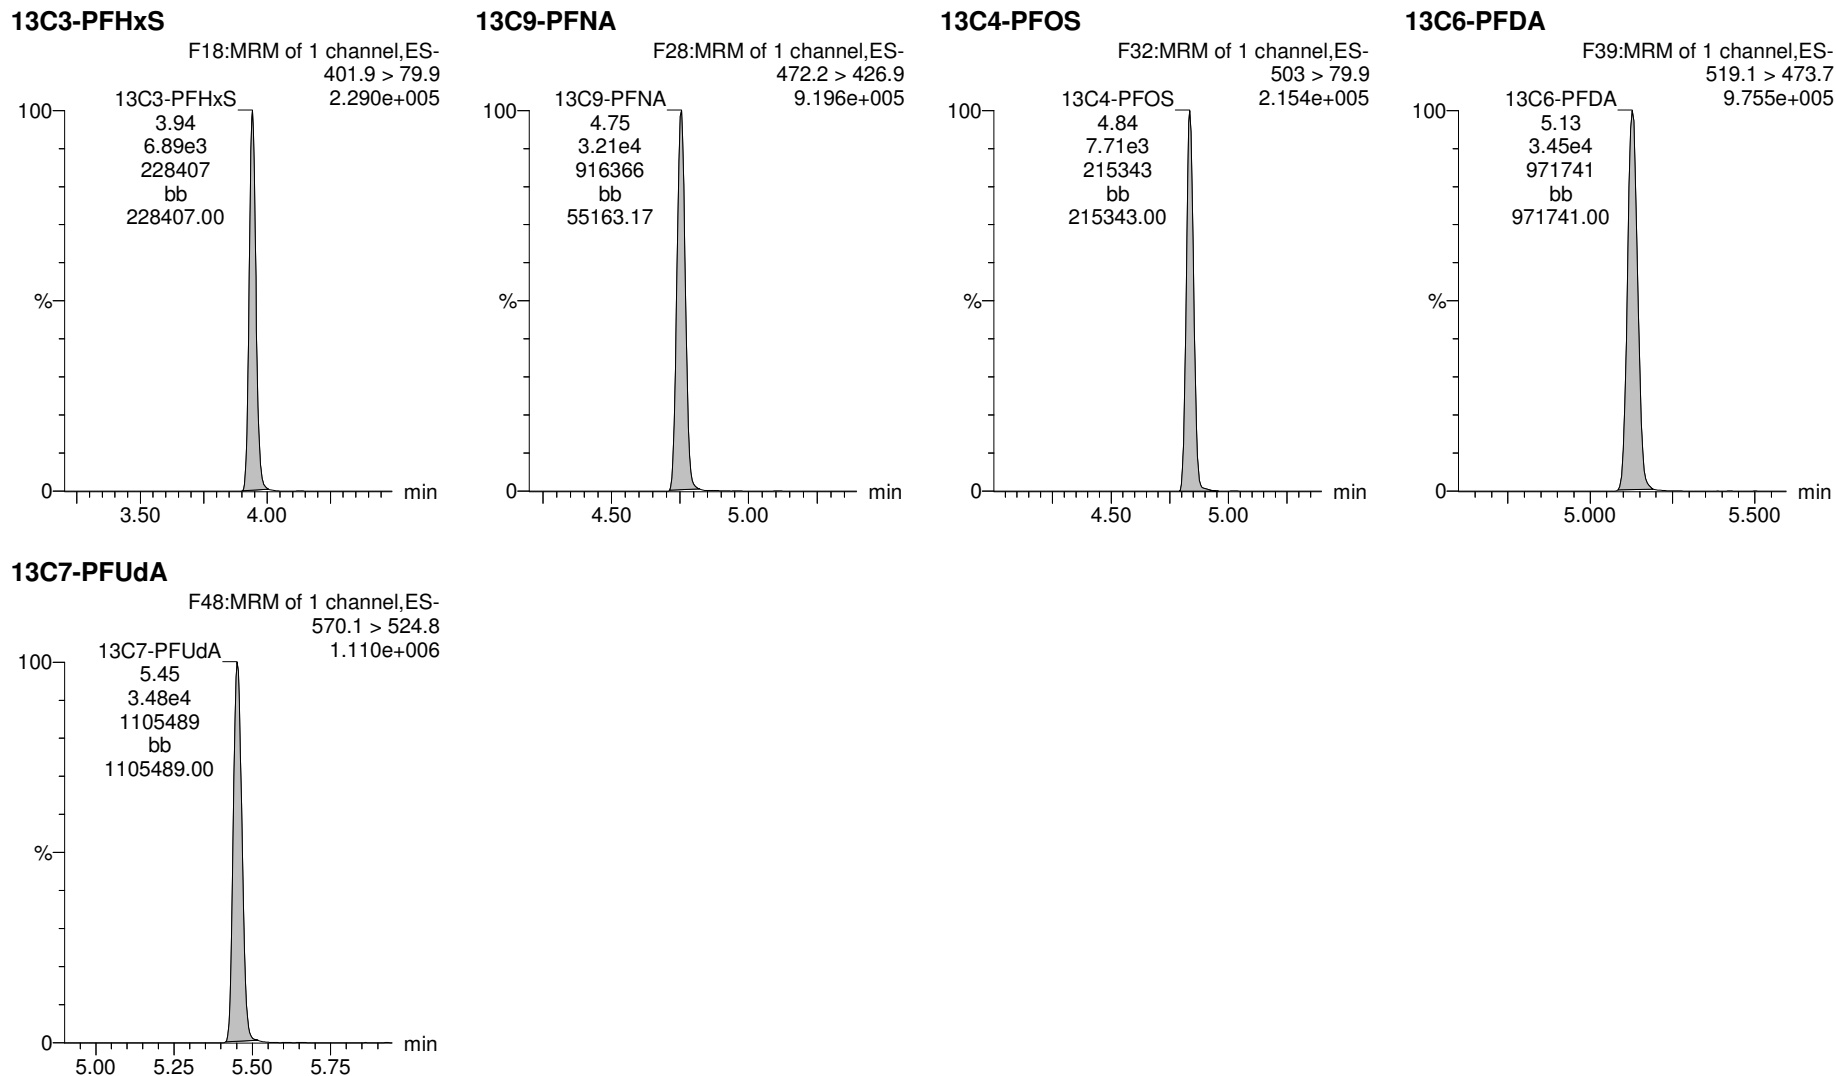 13C3-PFHxS
F18:MRM of 1 channel,ES-
401.9 > 79.9
2.290e+005
13C3-PFHxS
3.94
6.89e3
228407
bb
228407.00
100
%
0
3.50
4.00
min
13C9-PFNA
F28:MRM of 1 channel,ES-
472.2 > 426.9
9.196e+005
13C9-PFNA
4.75
3.21e4
916366
bb
55163.17
100
%
0
4.50
5.00
min
13C4-PFOS
F32:MRM of 1 channel,ES-
503 > 79.9
2.154e+005
13C4-PFOS
4.84
7.71e3
215343
bb
215343.00
100
%
0
4.50
5.00
min
13C6-PFDA
F39:MRM of 1 channel,ES-
519.1 > 473.7
9.755e+005
13C6-PFDA
5.13
3.45e4
971741
bb
971741.00
100
%
0
5.000
5.500
min
13C7-PFUdA
F48:MRM of 1 channel,ES-
570.1 > 524.8
1.110e+006
13C7-PFUdA
5.45
3.48e4
1105489
bb
1105489.00
100
%
0
5.00
5.25
5.50
5.75
min